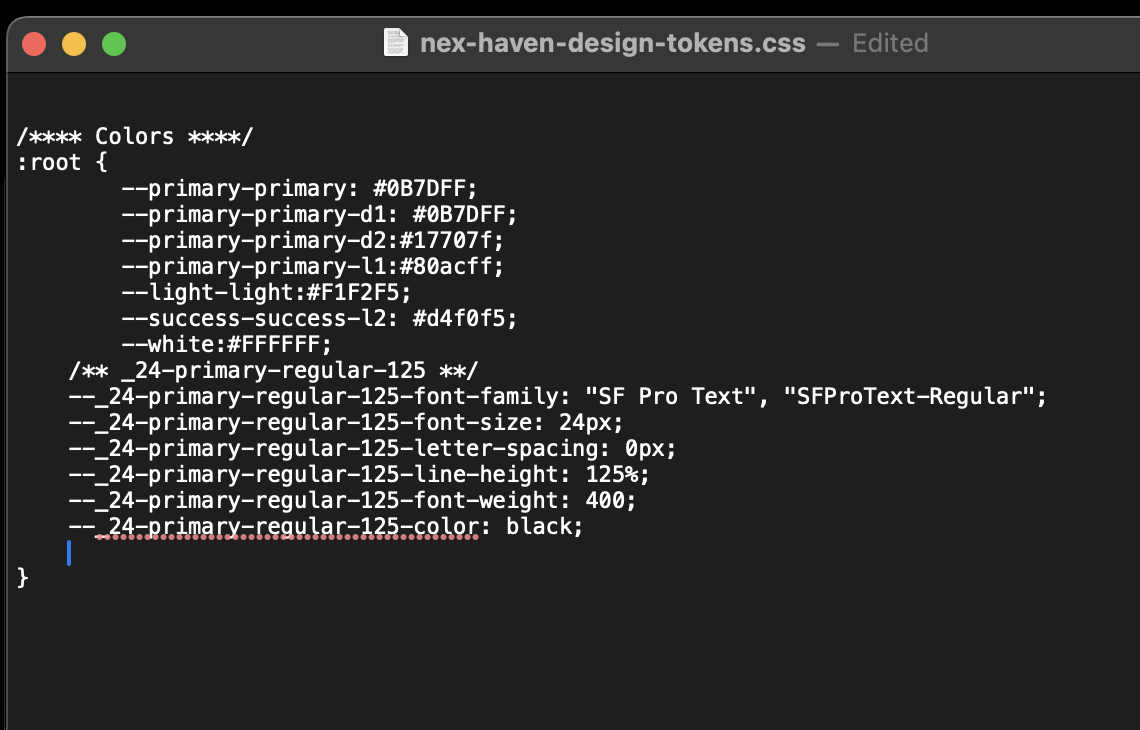 nex-haven-design-tokens.css — Edited
/**** Colors ****/
:root {
--primary-primary: #0B7DFF;
--primary-primary-d1: #0B7DFF;
--primary-primary-d2:#17707f;
--primary-primary-l1:#80acff;
--light-light:#F1F2F5;
--success-success-l2: #d4f0f5;
--white:#FFFFFF;
/** _24-primary-regular-125 **/
--_24-primary-regular-125-font-family: "SF Pro Text", "SFProText-Regular";
--_24-primary-regular-125-font-size: 24px;
--_24-primary-regular-125-letter-spacing: 0px;
--_24-primary-regular-125-line-height: 125%;
--_24-primary-regular-125-font-weight: 400;
--_24-primary-regular-125-color: black;
}